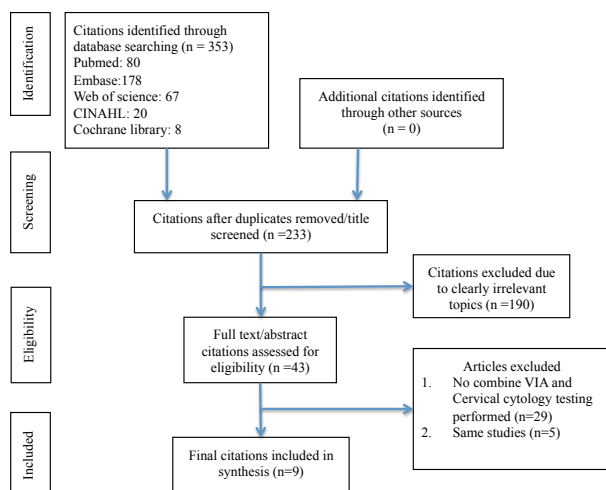 Identification
Citations identified through
database searching (n = 353)
Pubmed: 80
Embase:178
Web of science: 67
CINAHL: 20
Cochrane library: 8
Additional citations identified
through other sources
(n = 0)
Screening
Citations after duplicates removed/title
screened (n =233)
Citations excluded due
to clearly irrelevant
topics (n =190)
Eligibility
Full text/abstract
citations assessed for
eligibility (n =43)
Articles excluded
1. No combine VIA and
Cervical cytology testing
performed (n=29)
2. Same studies (n=5)
Included
Final citations included in
synthesis (n=9)